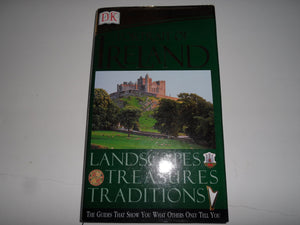 DK
IRELAND
LANDSCAPES
TREASURES
TRADITIONS
THE GUIDES THAT SHOW YOU WHAT OTHERS ONLY TELL YOU